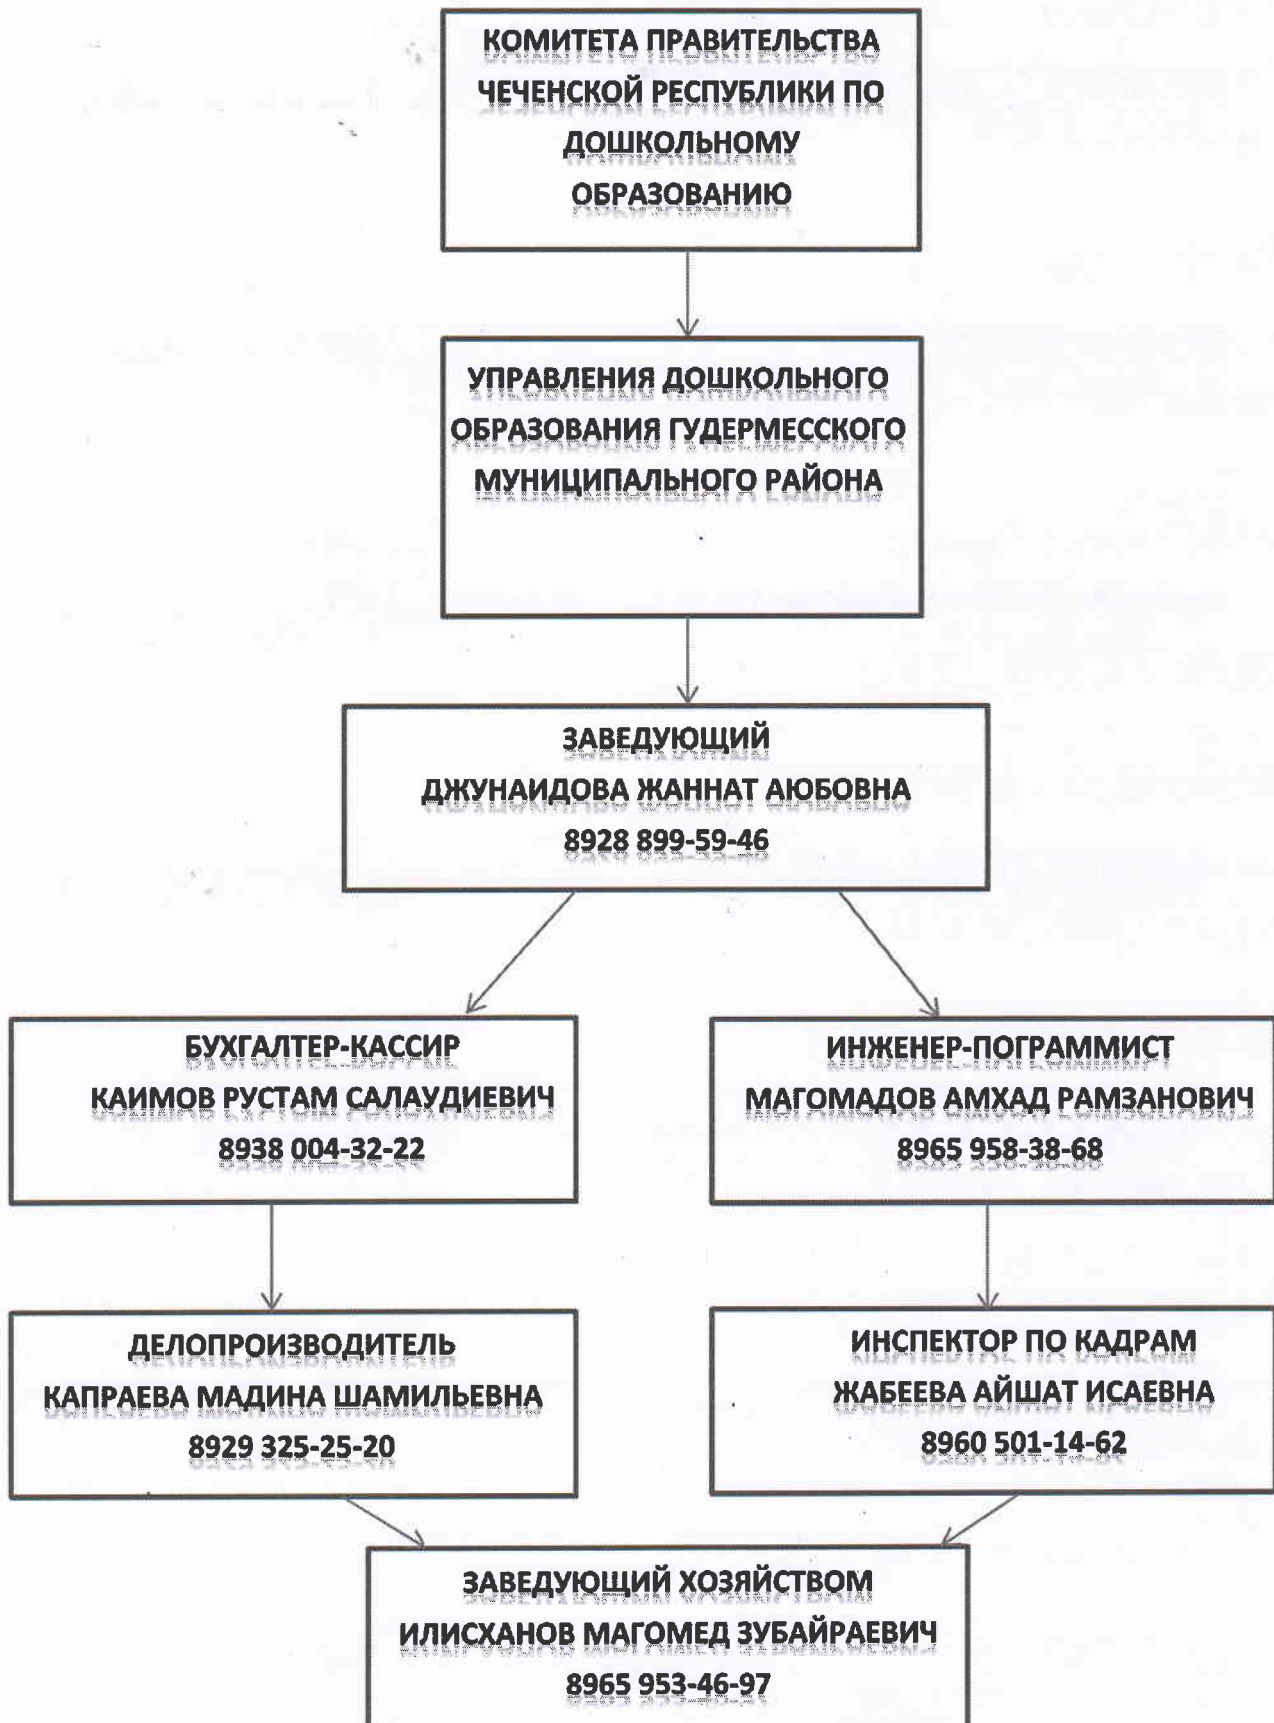 КОМИТЕТА ПРАВИТЕЛЬСТВА
ЧЕЧЕНСКОЙ РЕСПУБЛИКИ ПО
ДОШКОЛЬНОМУ
ОБРАЗОВАНИЮ
УПРАВЛЕНИЯ ДОШКОЛЬНОГО
ОБРАЗОВАНИЯ ГУДЕРМЕССКОГО
МУНИЦИПАЛЬНОГО РАЙОНА
ЗАВЕДУЮЩИЙ
ДЖУНАИДОВА ЖАННАТ АЮБОВНА
8928 899-59-46
БУХГАЛТЕР-КАССИР
КАИМОВ РУСТАМ САЛАУДИЕВИЧ
8938 004-32-22
ИНЖЕНЕР-ПОГРАММИСТ
МАГОМАДОВ АМХАД РАМЗАНОВИЧ
8965 958-38-68
ДЕЛОПРОИЗВОДИТЕЛЬ
КАПРАЕВА МАДИНА ШАМИЛЬЕВНА
8929 325-25-20
ИНСПЕКТОР ПО КАДРАМ
ЖАБЕЕВА АЙШАТ ИСАЕВНА
8960 501-14-62
ЗАВЕДУЮЩИЙ ХОЗЯЙСТВОМ
ИЛИСХАНОВ МАГОМЕД ЗУБАЙРАЕВИЧ
8965 953-46-97